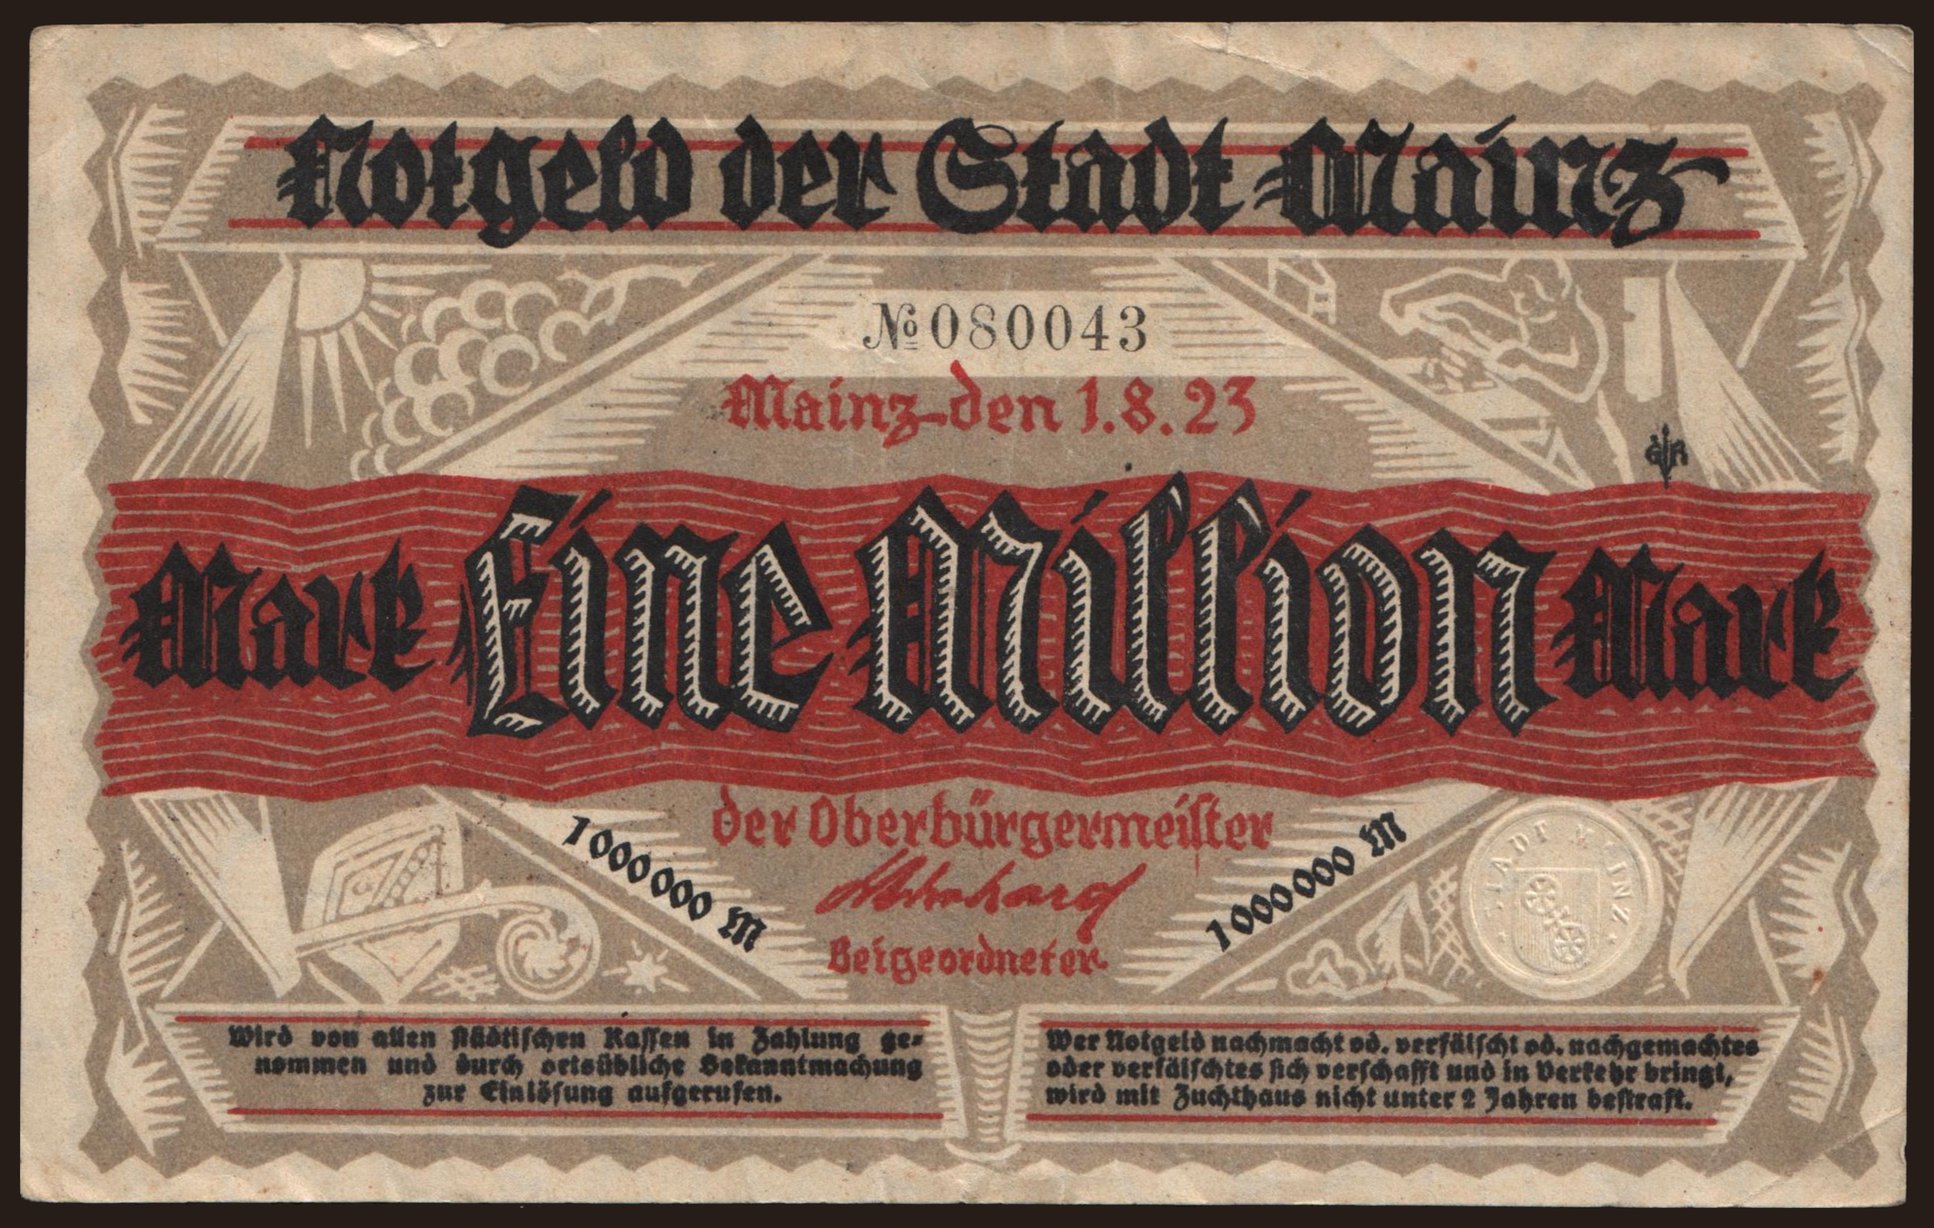 Notgeld der Stadt Mainz
№ 080043
Mainz den 1.8.23
GVR
Mark Eine Million Mark
der Oberbürgermeister
1000000 M
1000000 M
Beigeordneter
STADT MAINZ
Wird von allen städtischen Kassen in Zahlung ge-
nommen und durch ortsübliche Bekanntmachung
zur Einlösung aufgerufen.
Wer Notgeld nachmacht od. verfälscht od. nachgemachtes
oder verfälschtes sich verschafft und in Verkehr bringt,
wird mit Zuchthaus nicht unter 2 Jahren bestraft.